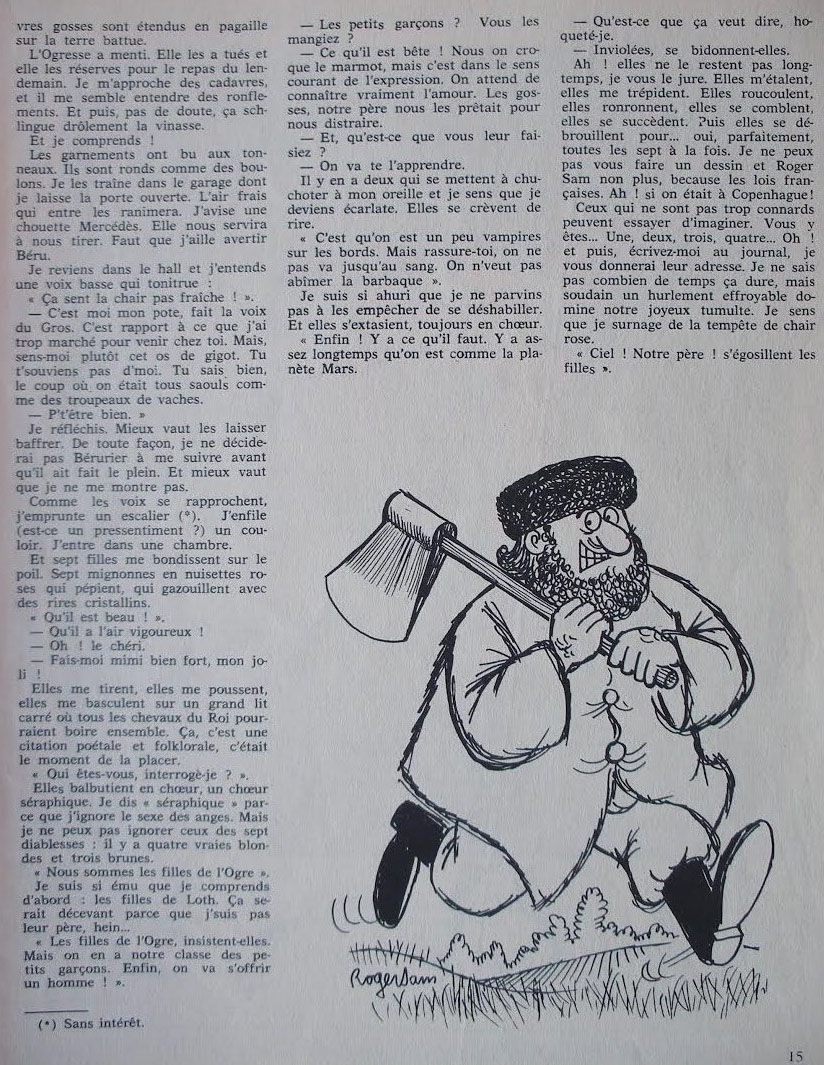 vres gosses sont étendus en pagaille
sur la terre battue.
L'Ogresse a menti. Elle les a tués et
elle les réserves pour le repas du len-
demain. Je m'approche des cadavres,
et il me semble entendre des ronfle-
ments. Et puis, pas de doute, ça sch-
lingue drôlement la vinasse.
Et je comprends !
Les garnements ont bu aux ton-
neaux. Ils sont ronds comme des bou-
lons. Je les traîne dans le garage dont
je laisse la porte ouverte. L'air frais
qui entre les ranimera. J'avise une
chouette Mercédès. Elle nous servira
à nous tirer. Faut que j'aille avertir
Béru.
Je reviens dans le hall et j'entends
une voix basse qui tonitrue :
« Ça sent la chair pas fraîche ! ».
— C'est moi mon pote, fait la voix
du Gros. C'est rapport à ce que j'ai
trop marché pour venir chez toi. Mais,
sens-moi plutôt cet os de gigot. Tu
t'souviens pas d'moi. Tu sais bien,
le coup où on était tous saouls com-
me des troupeaux de vaches.
— P't'être bien. »
Je réfléchis. Mieux vaut les laisser
baffrer. De toute façon, je ne décide-
rai pas Bérurier à me suivre avant
qu'il ait fait le plein. Et mieux vaut
que je ne me montre pas.
Comme les voix se rapprochent,
j'emprunte un escalier (*). J'enfile
(est-ce un pressentiment ?) un cou-
loir. J'entre dans une chambre.
Et sept filles me bondissent sur le
poil. Sept mignonnes en nuisettes ro-
ses qui pépient, qui gazouillent avec
des rires cristallins.
« Qu'il est beau ! ».
— Qu'il a l'air vigoureux !
— Oh ! le chéri.
— Fais-moi mimi bien fort, mon jo-
li !
Elles me tirent, elles me poussent,
elles me basculent sur un grand lit
carré où tous les chevaux du Roi pour-
raient boire ensemble. Ça, c'est une
citation poétale et folklorale, c'était
le moment de la placer.
« Qui êtes-vous, interrogè-je ? ».
Elles balbutient en chœur, un chœur
séraphique. Je dis « séraphique » par-
ce que j'ignore le sexe des anges. Mais
je ne peux pas ignorer ceux des sept
diablesses : il y a quatre vraies blon-
des et trois brunes.
« Nous sommes les filles de l'Ogre ».
Je suis si ému que je comprends
d'abord : les filles de Loth. Ça se-
rait décevant parce que j'suis pas
leur père, hein...
« Les filles de l'Ogre, insistent-elles.
Mais on en a notre classe des pe-
tits garçons. Enfin, on va s'offrir
un homme ! ».
(*) Sans intérêt.
— Les petits garçons ? Vous les
mangiez ?
— Ce qu'il est bête ! Nous on cro-
que le marmot, mais c'est dans le sens
courant de l'expression. On attend de
connaître vraiment l'amour. Les gos-
ses, notre père nous les prêtait pour
nous distraire.
— Et, qu'est-ce que vous leur fai-
siez ?
— On va te l'apprendre.
Il y en a deux qui se mettent à chu-
choter à mon oreille et je sens que je
deviens écarlate. Elles se crèvent de
rire.
« C'est qu'on est un peu vampires
sur les bords. Mais rassure-toi, on ne
pas va jusqu'au sang. On n'veut pas
abîmer la barbaque ».
Je suis si ahuri que je ne parvins
pas à les empêcher de se déshabiller.
Et elles s'extasient, toujours en chœur.
« Enfin ! Y a ce qu'il faut. Y a as-
sez longtemps qu'on est comme la pla-
nète Mars.
— Qu'est-ce que ça veut dire, ho-
queté-je.
— Inviolées, se bidonnent-elles.
Ah ! elles ne le restent pas long-
temps, je vous le jure. Elles m'étalent,
elles me trépident. Elles roucoulent,
elles ronronnent, elles se comblent,
elles se succèdent. Puis elles se dé-
brouillent pour... oui, parfaitement,
toutes les sept à la fois. Je ne peux
pas vous faire un dessin et Roger
Sam non plus, because les lois fran-
çaises. Ah ! si on était à Copenhague!
Ceux qui ne sont pas trop connards
peuvent essayer d'imaginer. Vous y
êtes... Une, deux, trois, quatre... Oh !
et puis, écrivez-moi au journal, je
vous donnerai leur adresse. Je ne sais
pas combien de temps ça dure, mais
soudain un hurlement effroyable do-
mine notre joyeux tumulte. Je sens
que je surnage de la tempête de chair
rose.
« Ciel ! Notre père ! s'égosillent les
filles ».
RogerSam
15